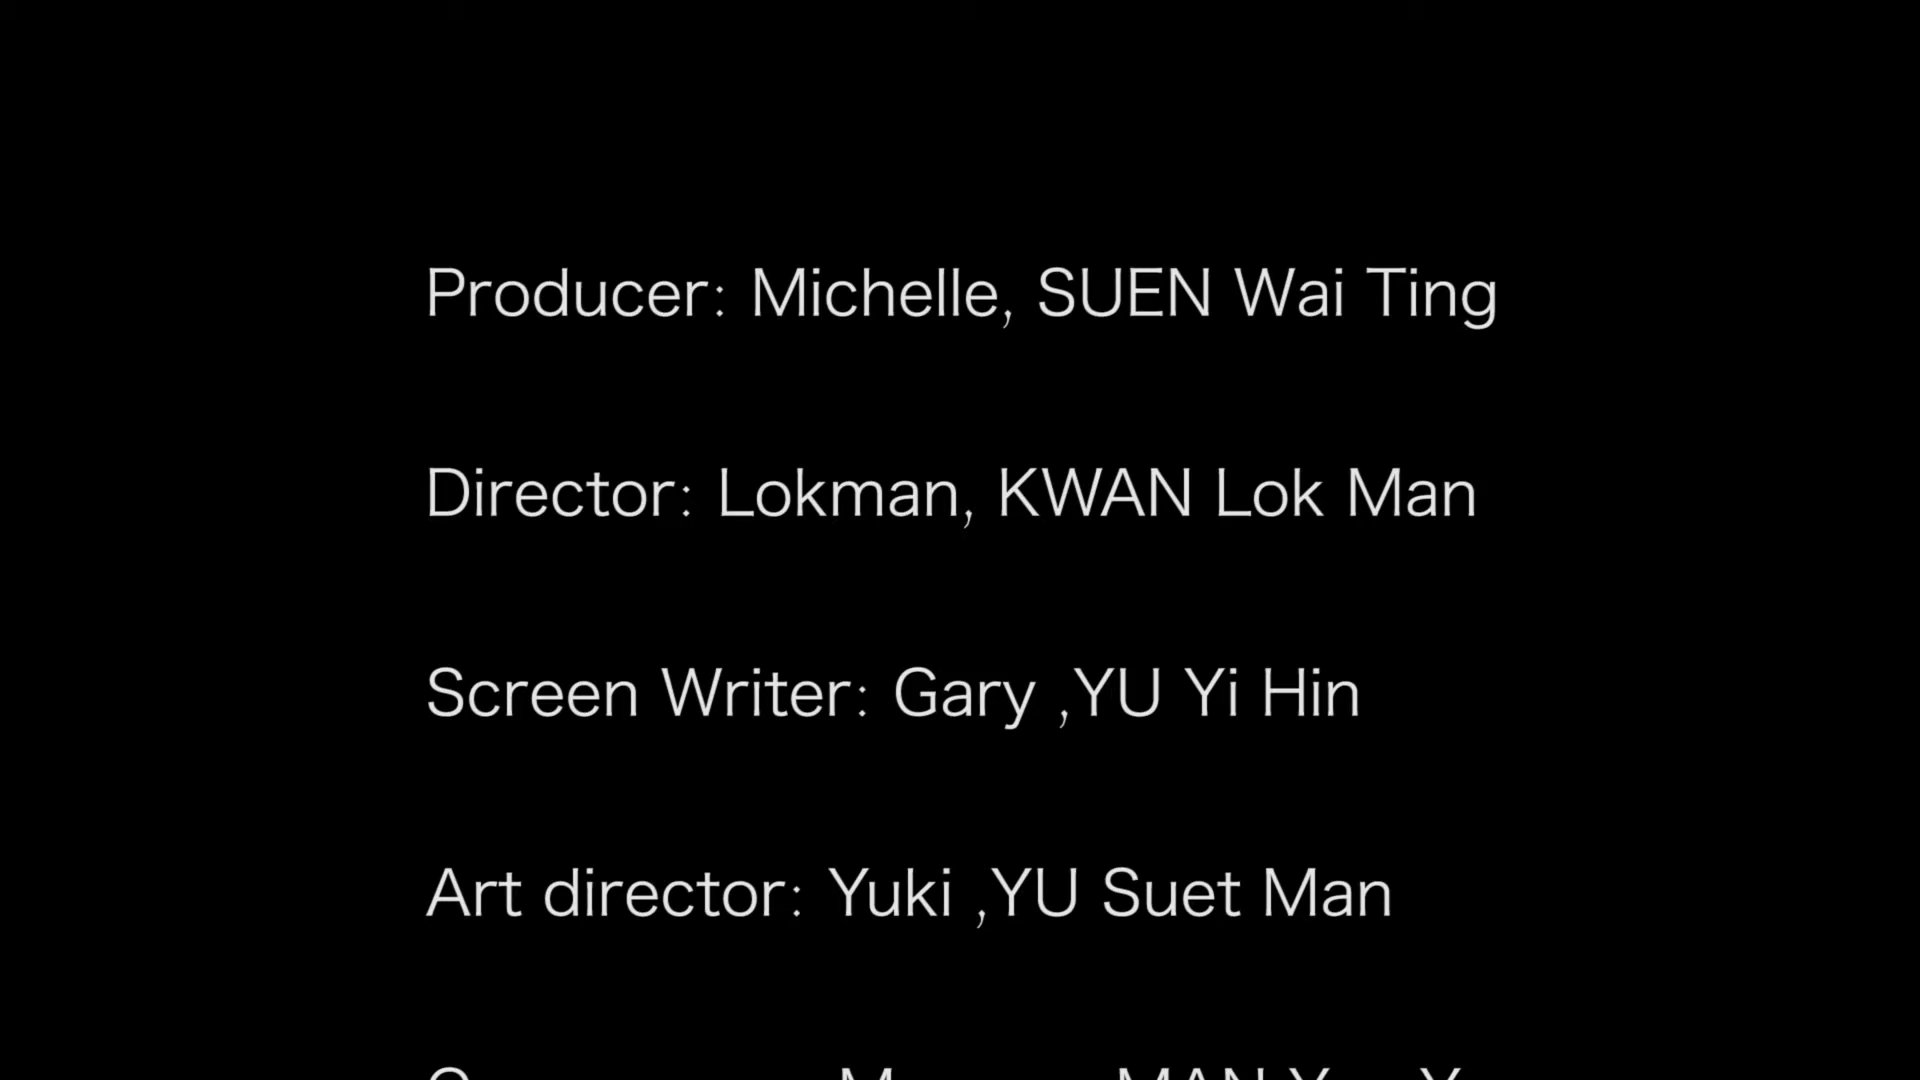 Producer: Michelle, SUEN Wai Ting
Director: Lokman, KWAN Lok Man
Screen Writer: Gary ,YU Yi Hin
Art director: Yuki ,YU Suet Man